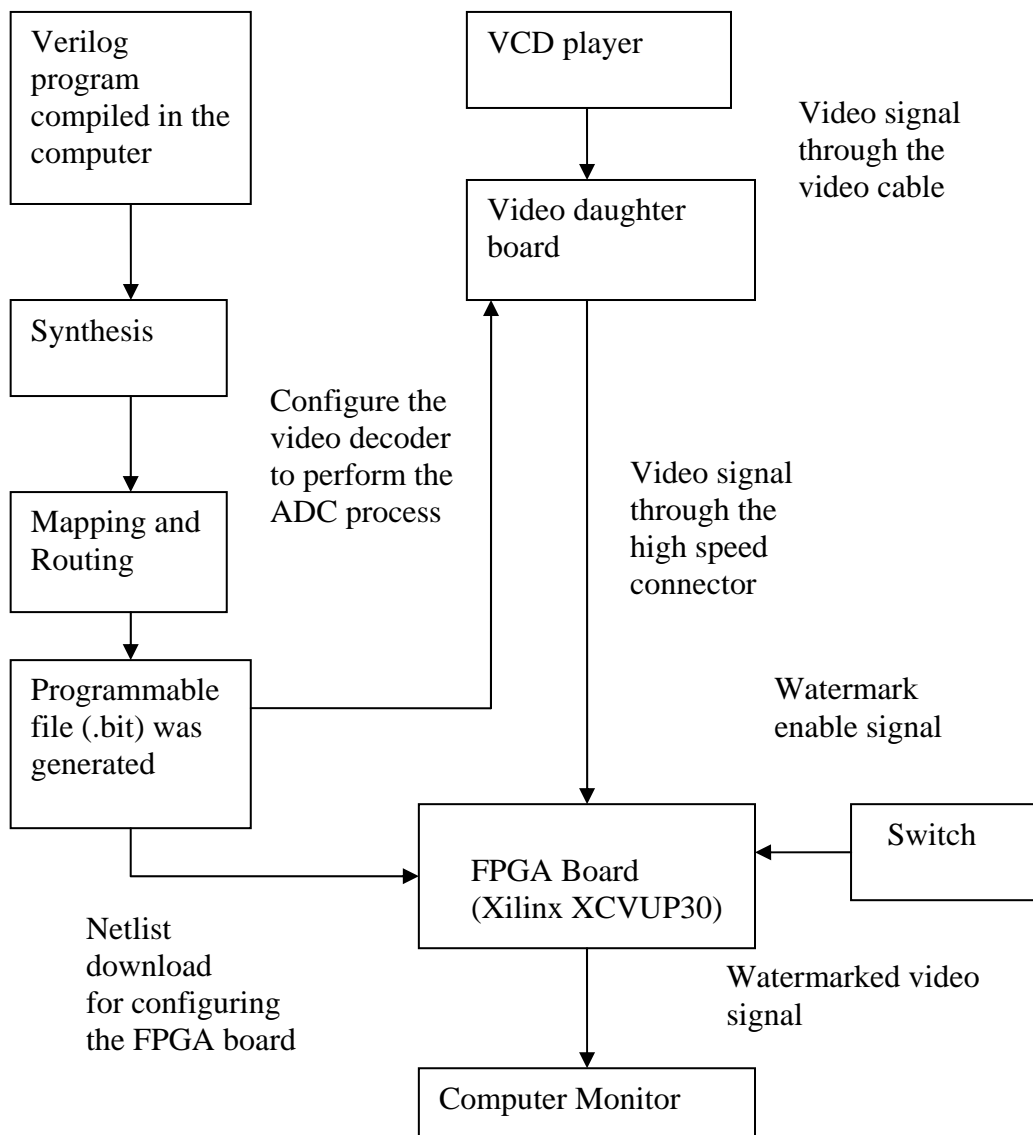 Verilog
program
compiled in the
computer
VCD player
Video signal
through the
video cable
Video daughter
board
Synthesis
Configure the
video decoder
to perform the
ADC process
Video signal
through the
high speed
connector
Mapping and
Routing
Programmable
file (.bit) was
generated
Watermark
enable signal
Switch
FPGA Board
(Xilinx XCVUP30)
Netlist
download
for configuring
the FPGA board
Watermarked video
signal
Computer Monitor